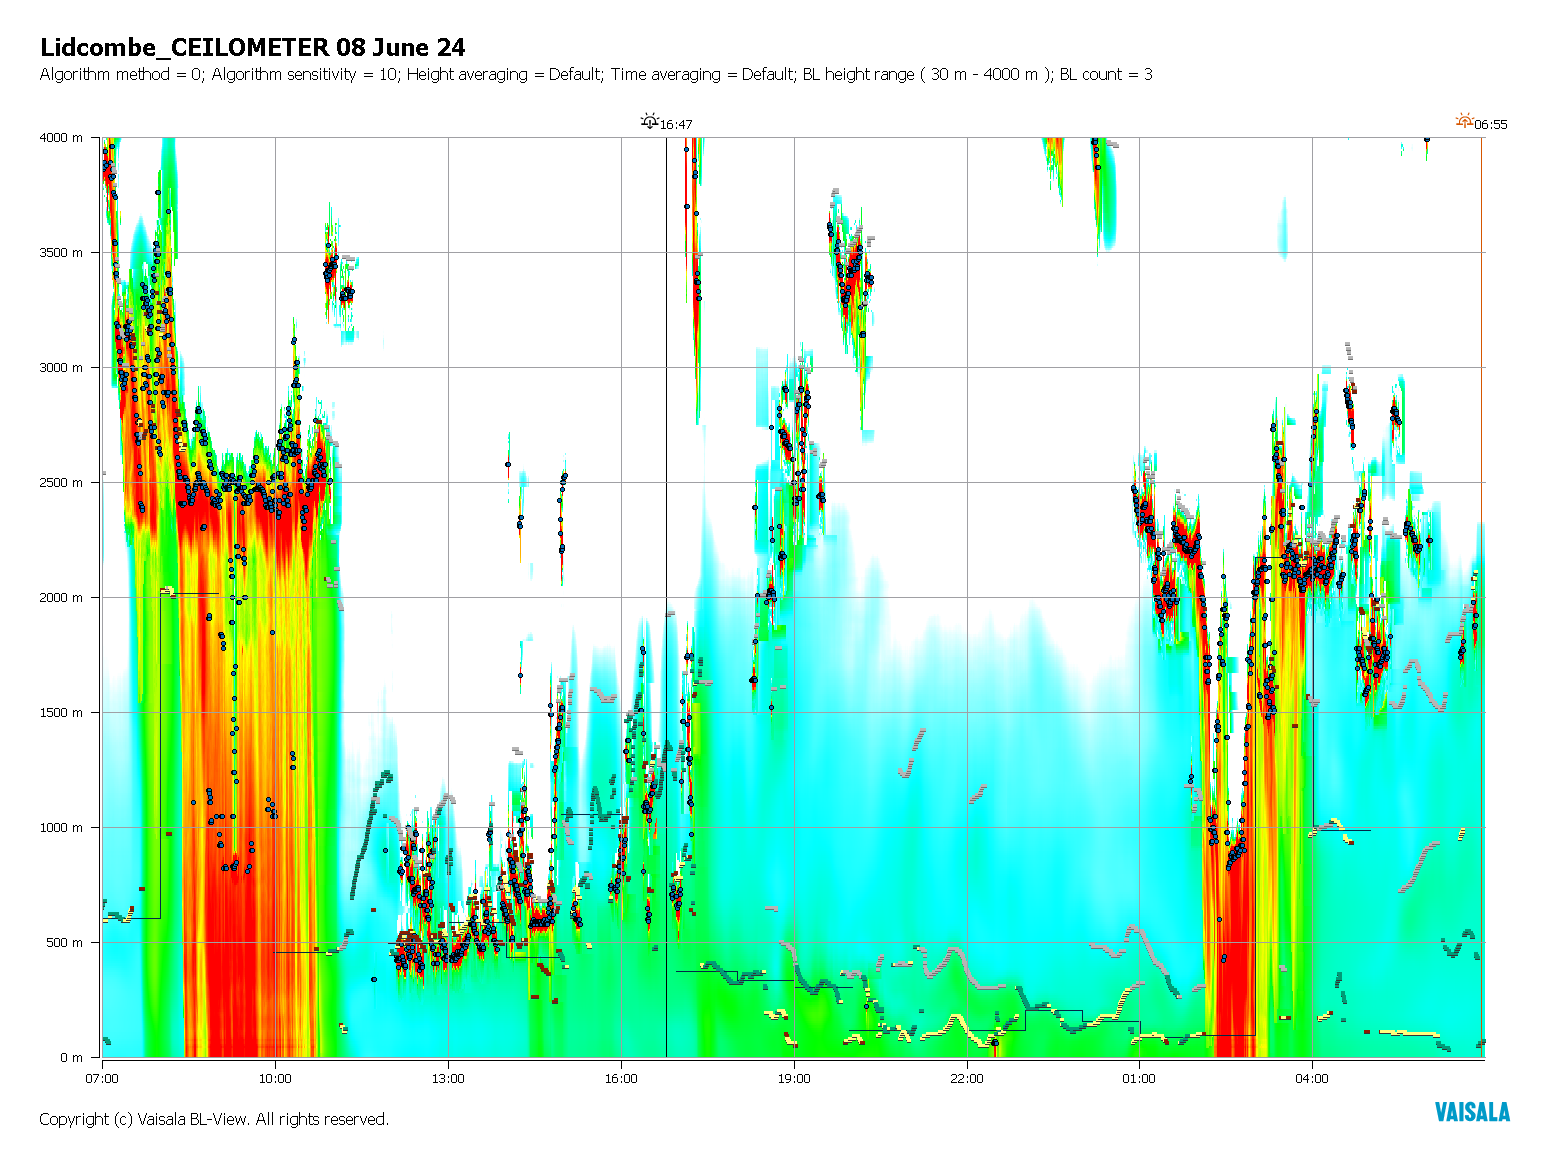 Lidcombe_CEILOMETER 08 June 24
Algorithm method = 0; Algorithm sensitivity = 10; Height averaging = Default; Time averaging = Default; BL height range ( 30 m - 4000 m ); BL count = 3
16:47
06:55
4000 m
3500 m
3000 m
2500 m
2000 m
1500 m
1000 m
500 m
0 m
07:00 10:00 13:00 16:00 19:00 22:00 01:00 04:00
Copyright (c) Vaisala BL-View. All rights reserved.
VAISALA